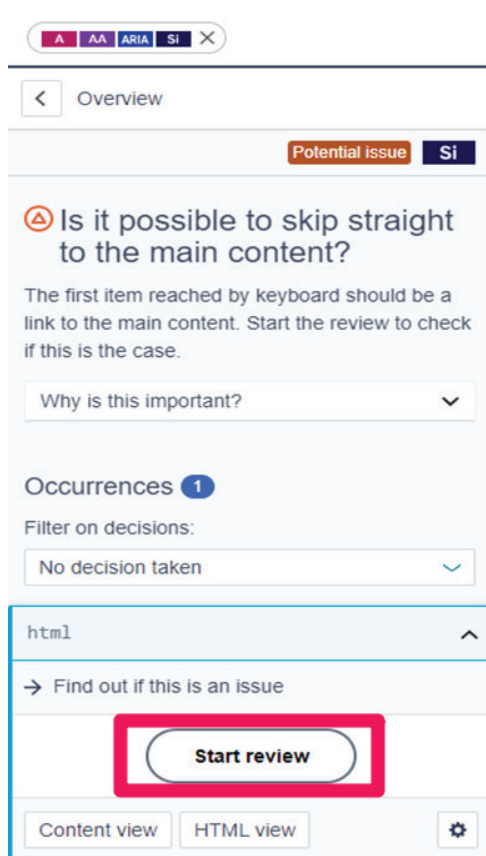 A AA ARIA Si
Overview
Potential issue Si
Is it possible to skip straight
to the main content?
The first item reached by keyboard should be a
link to the main content. Start the review to check
if this is the case.
Why is this important?
Occurrences 1
Filter on decisions:
No decision taken
html
Find out if this is an issue
Start review
Content view HTML view